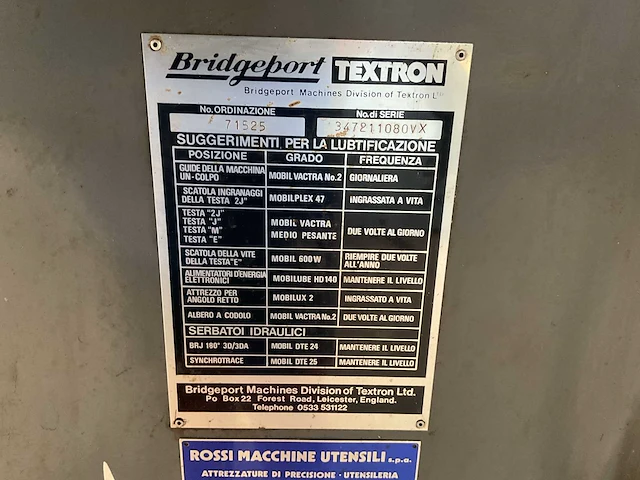 Bridgeport TEXTRON
Bridgeport Machines Division of Textron Ltd
No. ORDINAZIONE No. di SERIE
71525 347211080VX
SUGGERIMENTI PER LA LUBTIFICAZIONE
POSIZIONE GRADO FREQUENZA
GUIDE DELLA MACCHINA
UN-COLPO MOBIL VACTRA No.2 GIORNALIERA
SCATOLA INGRANAGGI
DELLA TESTA 2J" MOBILPLEX 47 INGRASSATO A VITA
TESTA "2J"
TESTA "J" MOBIL VACTRA
TESTA "M" MEDIO PESANTE DUE VOLTE AL GIORNO
TESTA "E"
SCATOLA DELLA VITE
DELLA TESTA"E" MOBIL 600W RIEMPIRE DUE VOLTE
ALL'ANNO
ALIMENTATORI D'ENERGIA
ELETTRONICI MOBILUBE HD140 MANTENERE IL LIVELLO
ATTREZZO PER
ANGOLO RETTO MOBILUX 2 INGRASSATO A VITA
ALBERO A CODOLO MOBIL VACTRA No.2 DUE VOLTE AL GIORNO
SERBATOI IDRAULICI
BRJ 180° 3D/3DA MOBIL DTE 24 MANTENERE IL LIVELLO
SYNCHROTRACE MOBIL DTE 25 MANTENERE IL LIVELLO
Bridgeport Machines Division of Textron Ltd.
Po Box 22 Forest Road, Leicester, England.
Telephone 0533 531122
ROSSI MACCHINE UTENSILI s.p.a.
ATTREZZATURE DI PRECISIONE - UTENSILERIA